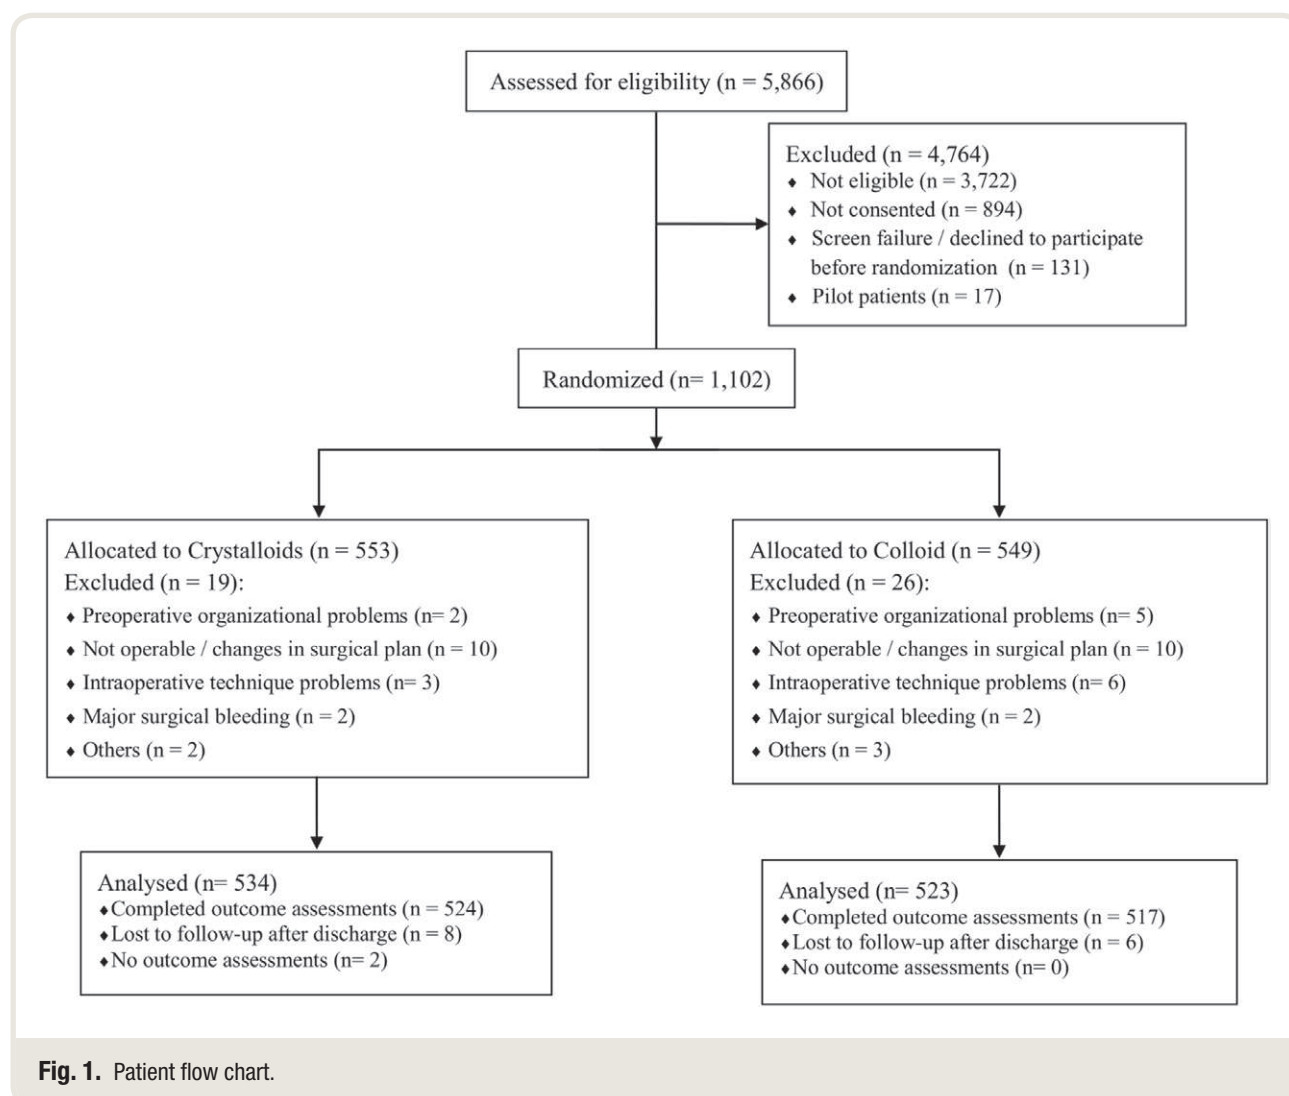 Assessed for eligibility (n = 5,866)
Excluded (n = 4,764)
♦ Not eligible (n = 3,722)
♦ Not consented (n = 894)
♦ Screen failure / declined to participate
before randomization (n = 131)
♦ Pilot patients (n = 17)
Randomized (n= 1,102)
Allocated to Crystalloids (n = 553)
Excluded (n = 19):
♦ Preoperative organizational problems (n= 2)
♦ Not operable / changes in surgical plan (n = 10)
♦ Intraoperative technique problems (n= 3)
♦ Major surgical bleeding (n = 2)
♦ Others (n = 2)
Allocated to Colloid (n = 549)
Excluded (n = 26):
♦ Preoperative organizational problems (n= 5)
♦ Not operable / changes in surgical plan (n = 10)
♦ Intraoperative technique problems (n= 6)
♦ Major surgical bleeding (n = 2)
♦ Others (n = 3)
Analysed (n= 534)
♦Completed outcome assessments (n = 524)
♦Lost to follow-up after discharge (n = 8)
♦No outcome assessments (n= 2)
Analysed (n= 523)
♦Completed outcome assessments (n = 517)
♦Lost to follow-up after discharge (n = 6)
♦No outcome assessments (n= 0)
Fig. 1. Patient flow chart.